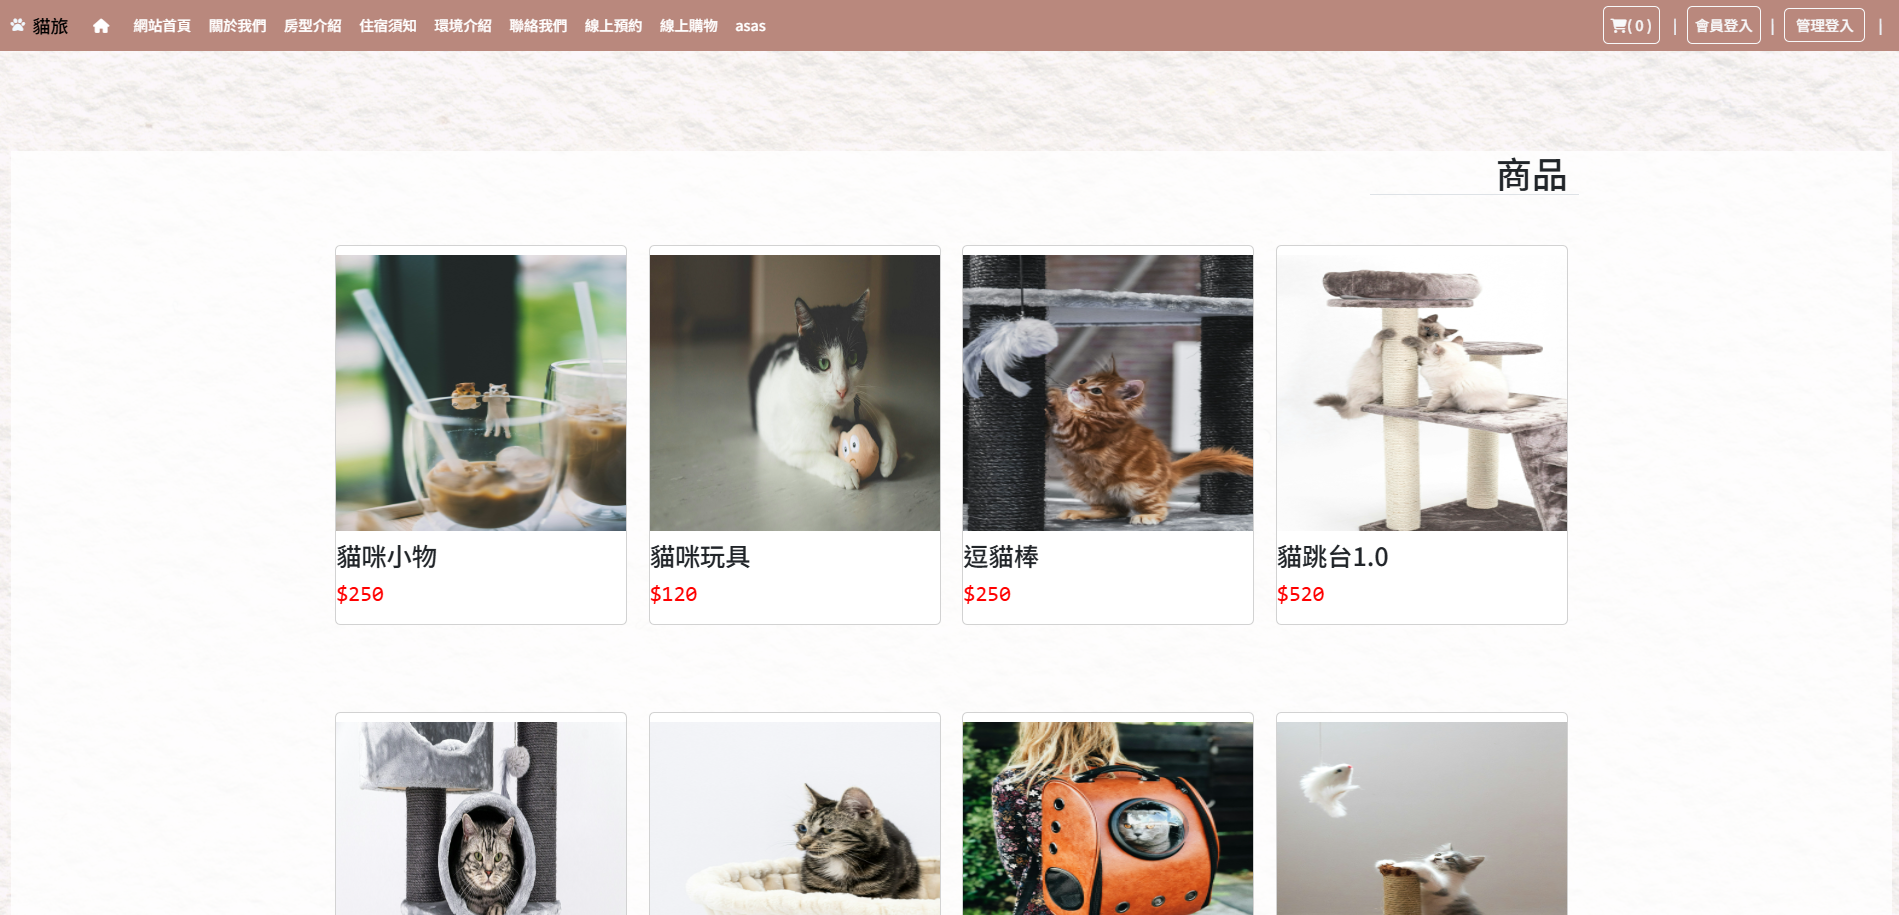 貓旅 網站首頁 關於我們 房型介紹 住宿須知 環境介紹 聯絡我們 線上預約 線上購物 asas ( 0 ) | 會員登入 | 管理登入 |
商品
貓咪小物 貓咪玩具 逗貓棒 貓跳台1.0
$250 $120 $250 $520